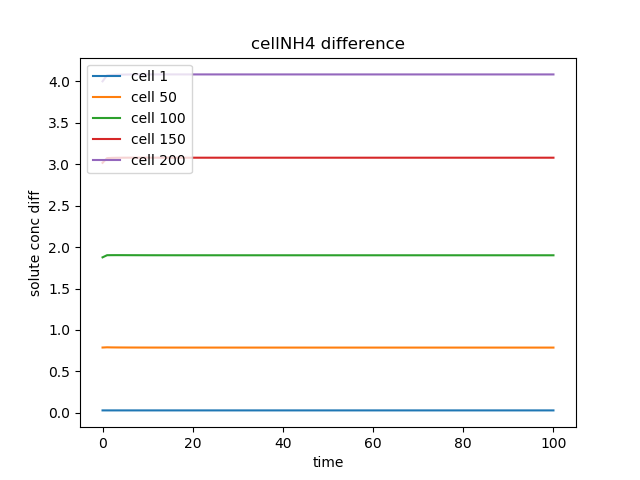 cellNH4 difference
cell 1
cell 50
cell 100
cell 150
cell 200
4.0
3.5
3.0
2.5
2.0
1.5
1.0
0.5
0.0
solute conc diff
0 20 40 60 80 100
time